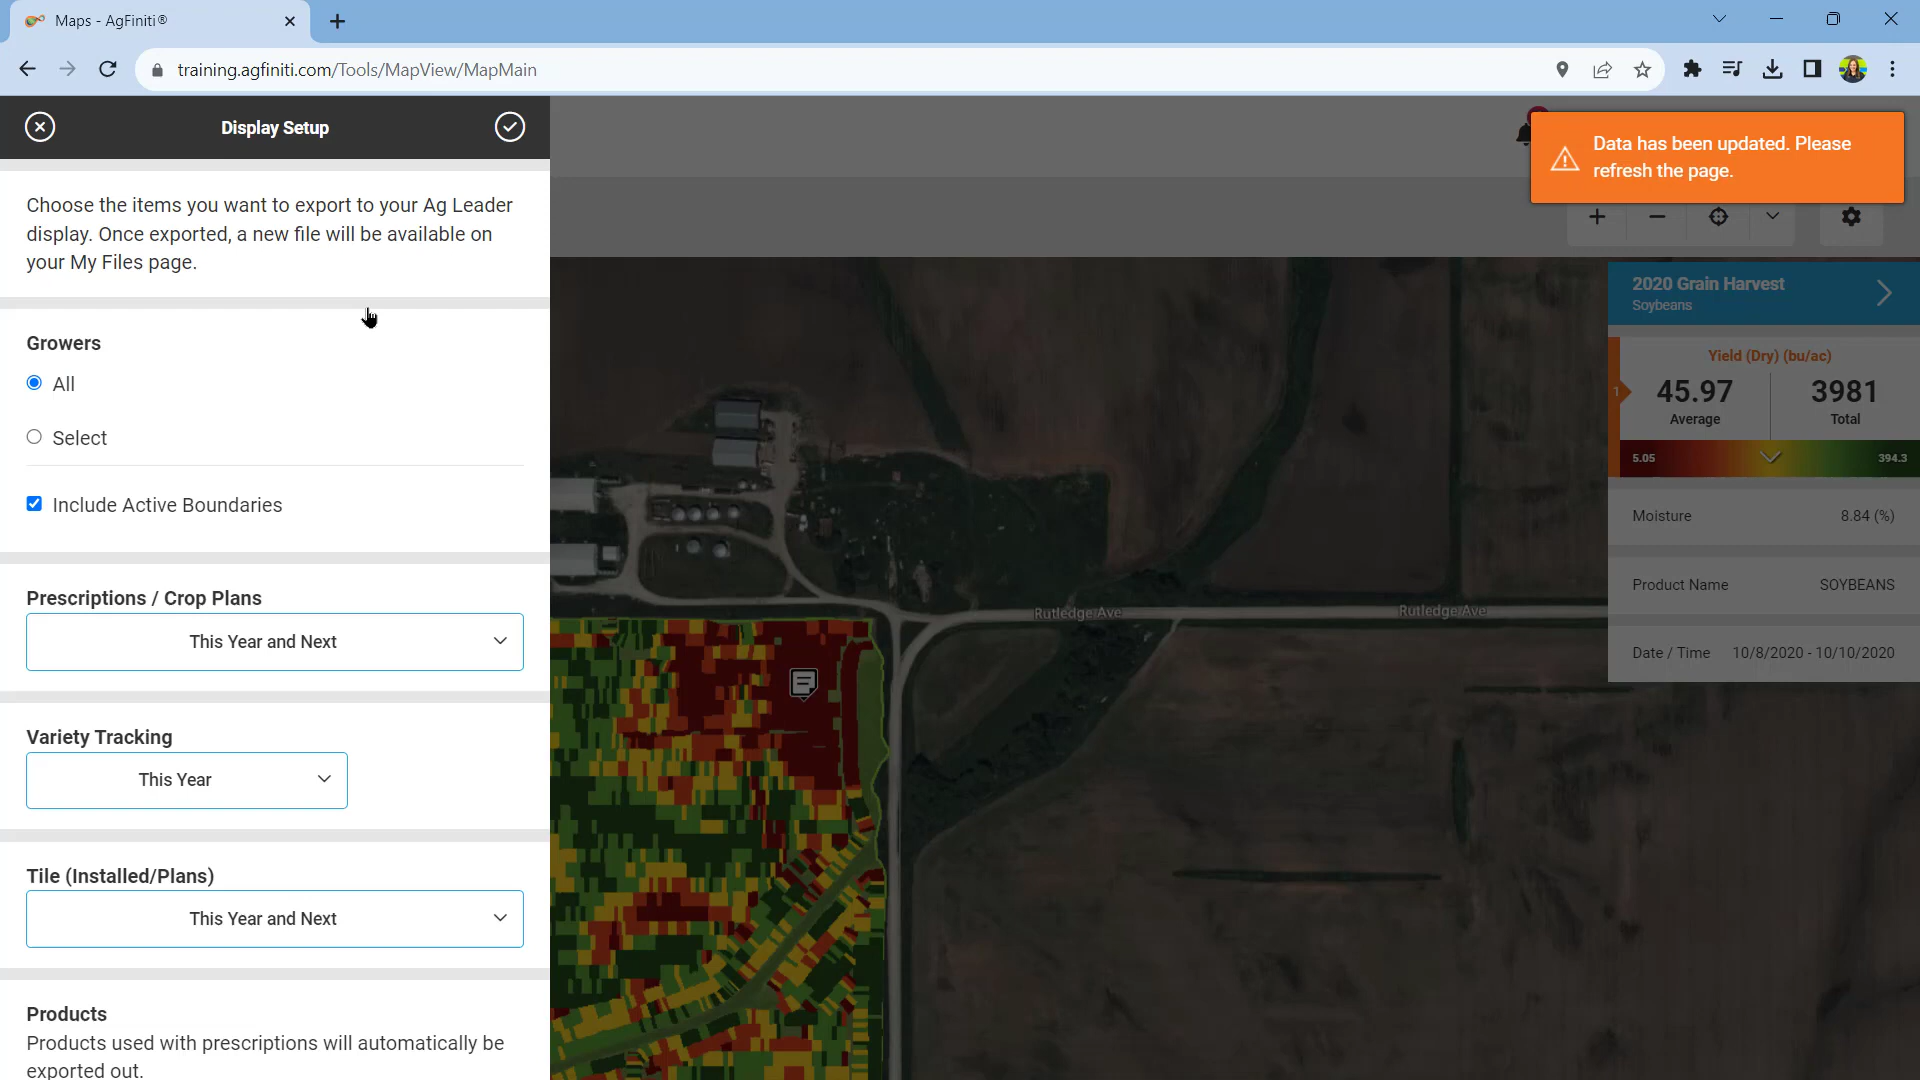 Maps - AgFiniti®
training.agfiniti.com/Tools/MapView/MapMain
Display Setup
Data has been updated. Please
refresh the page.
Choose the items you want to export to your Ag Leader
display. Once exported, a new file will be available on
your My Files page.
Growers
All
Select
Include Active Boundaries
Prescriptions / Crop Plans
This Year and Next
Variety Tracking
This Year
Tile (Installed/Plans)
This Year and Next
Products
Products used with prescriptions will automatically be
exported out.
Rutledge Ave
Rutledge Ave
2020 Grain Harvest
Soybeans
Yield (Dry) (bu/ac)
1
45.97 3981
Average Total
5.05 394.3
Moisture 8.84 (%)
Product Name SOYBEANS
Date / Time 10/8/2020 - 10/10/2020